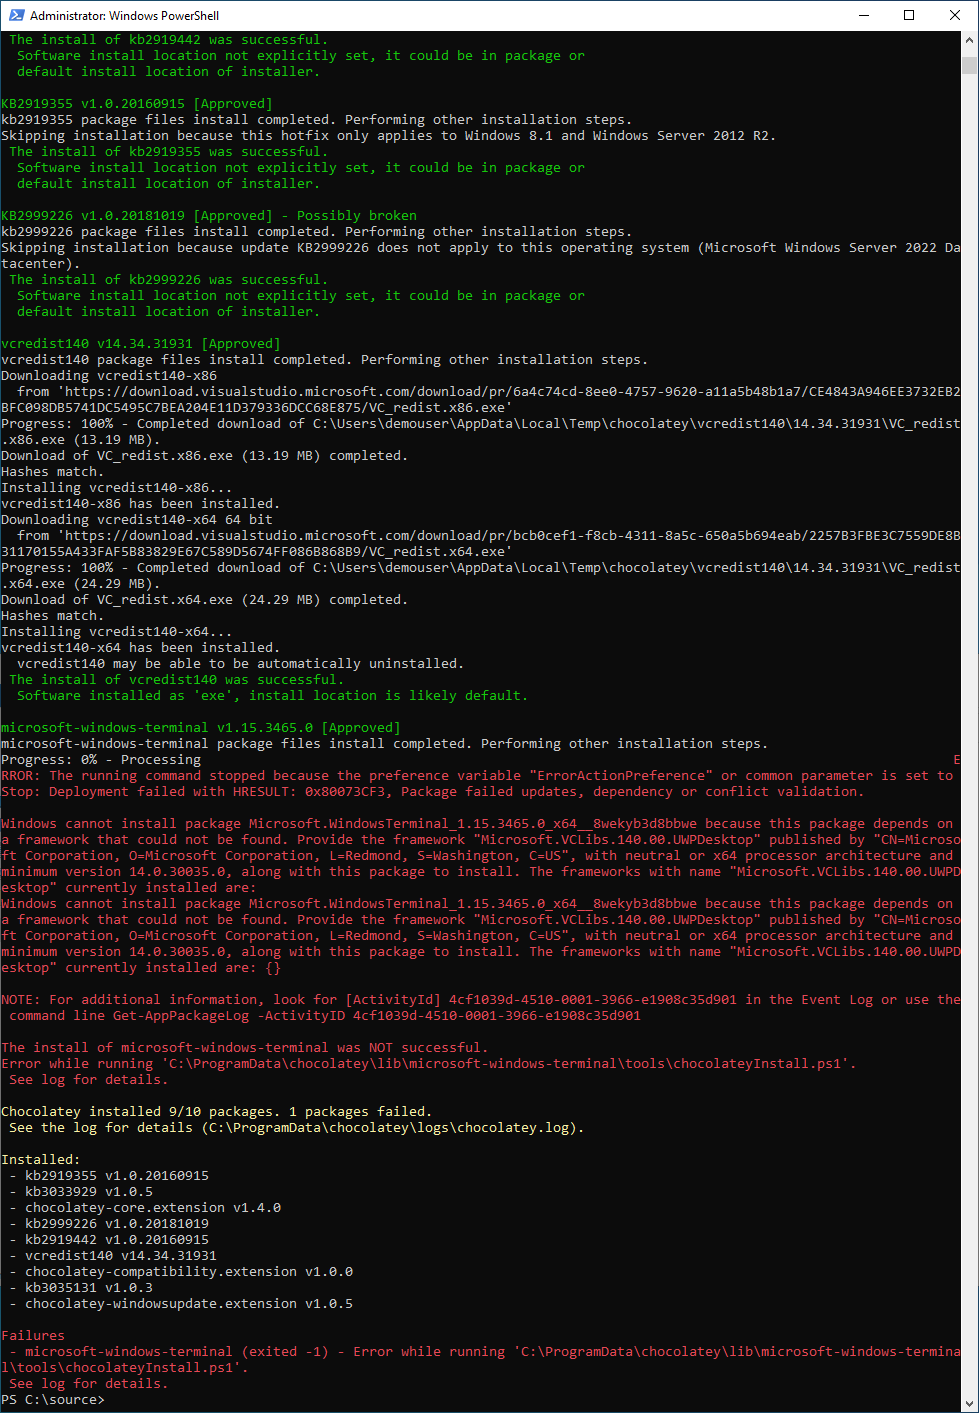 Administrator: Windows PowerShell
The install of kb2919442 was successful.
Software install location not explicitly set, it could be in package or
default install location of installer.
KB2919355 v1.0.20160915 [Approved]
kb2919355 package files install completed. Performing other installation steps.
Skipping installation because this hotfix only applies to Windows 8.1 and Windows Server 2012 R2.
The install of kb2919355 was successful.
Software install location not explicitly set, it could be in package or
default install location of installer.
KB2999226 v1.0.20181019 [Approved] - Possibly broken
kb2999226 package files install completed. Performing other installation steps.
Skipping installation because update KB2999226 does not apply to this operating system (Microsoft Windows Server 2022 Da
tacenter).
The install of kb2999226 was successful.
Software install location not explicitly set, it could be in package or
default install location of installer.
vcredist140 v14.34.31931 [Approved]
vcredist140 package files install completed. Performing other installation steps.
Downloading vcredist140-x86
from 'https://download.visualstudio.microsoft.com/download/pr/6a4c74cd-8ee0-4757-9620-a11a5b48b1a7/CE4843A946EE3732EB2
BFC098DB5741DC5495C7BEA204E11D379336DCC68E875/VC_redist.x86.exe'
Progress: 100% - Completed download of C:\Users\demouser\AppData\Local\Temp\chocolatey\vcredist140\14.34.31931\VC_redist
.x86.exe (13.19 MB).
Download of VC_redist.x86.exe (13.19 MB) completed.
Hashes match.
Installing vcredist140-x86...
vcredist140-x86 has been installed.
Downloading vcredist140-x64 64 bit
from 'https://download.visualstudio.microsoft.com/download/pr/bcb0cef1-f8cb-4311-8a5c-650a5b694eab/2257B3FBE3C7559DE8B
31170155A433FAF5B83829E67C589D5674FF086B868B9/VC_redist.x64.exe'
Progress: 100% - Completed download of C:\Users\demouser\AppData\Local\Temp\chocolatey\vcredist140\14.34.31931\VC_redist
.x64.exe (24.29 MB).
Download of VC_redist.x64.exe (24.29 MB) completed.
Hashes match.
Installing vcredist140-x64...
vcredist140-x64 has been installed.
vcredist140 may be able to be automatically uninstalled.
The install of vcredist140 was successful.
Software installed as 'exe', install location is likely default.
microsoft-windows-terminal v1.15.3465.0 [Approved]
microsoft-windows-terminal package files install completed. Performing other installation steps.
Progress: 0% - Processing E
RROR: The running command stopped because the preference variable "ErrorActionPreference" or common parameter is set to
Stop: Deployment failed with HRESULT: 0x80073CF3, Package failed updates, dependency or conflict validation.
Windows cannot install package Microsoft.WindowsTerminal_1.15.3465.0_x64__8wekyb3d8bbwe because this package depends on
a framework that could not be found. Provide the framework "Microsoft.VCLibs.140.00.UWPDesktop" published by "CN=Microso
ft Corporation, O=Microsoft Corporation, L=Redmond, S=Washington, C=US", with neutral or x64 processor architecture and
minimum version 14.0.30035.0, along with this package to install. The frameworks with name "Microsoft.VCLibs.140.00.UWPD
esktop" currently installed are:
Windows cannot install package Microsoft.WindowsTerminal_1.15.3465.0_x64__8wekyb3d8bbwe because this package depends on
a framework that could not be found. Provide the framework "Microsoft.VCLibs.140.00.UWPDesktop" published by "CN=Microso
ft Corporation, O=Microsoft Corporation, L=Redmond, S=Washington, C=US", with neutral or x64 processor architecture and
minimum version 14.0.30035.0, along with this package to install. The frameworks with name "Microsoft.VCLibs.140.00.UWPD
esktop" currently installed are: {}
NOTE: For additional information, look for [ActivityId] 4cf1039d-4510-0001-3966-e1908c35d901 in the Event Log or use the
command line Get-AppPackageLog -ActivityID 4cf1039d-4510-0001-3966-e1908c35d901
The install of microsoft-windows-terminal was NOT successful.
Error while running 'C:\ProgramData\chocolatey\lib\microsoft-windows-terminal\tools\chocolateyInstall.ps1'.
See log for details.
Chocolatey installed 9/10 packages. 1 packages failed.
See the log for details (C:\ProgramData\chocolatey\logs\chocolatey.log).
Installed:
- kb2919355 v1.0.20160915
- kb3033929 v1.0.5
- chocolatey-core.extension v1.4.0
- kb2999226 v1.0.20181019
- kb2919442 v1.0.20160915
- vcredist140 v14.34.31931
- chocolatey-compatibility.extension v1.0.0
- kb3035131 v1.0.3
- chocolatey-windowsupdate.extension v1.0.5
Failures
- microsoft-windows-terminal (exited -1) - Error while running 'C:\ProgramData\chocolatey\lib\microsoft-windows-termina
l\tools\chocolateyInstall.ps1'.
See log for details.
PS C:\source>